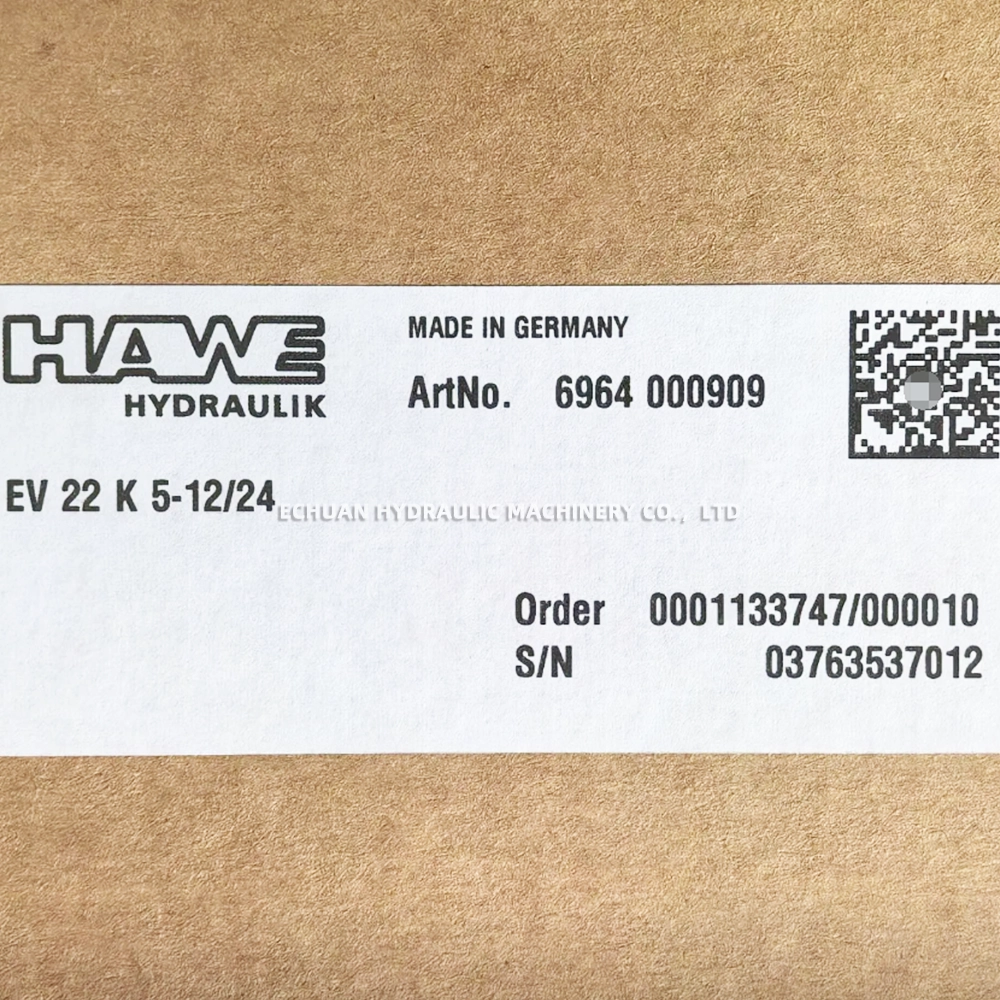 HAWE
HYDRAULIK
MADE IN GERMANY
ArtNo. 6964 000909
EV 22 K 5-12/24
ECHUAN HYDRAULIC MACHINERY CO., LTD
Order 0001133747/000010
S/N 03763537012